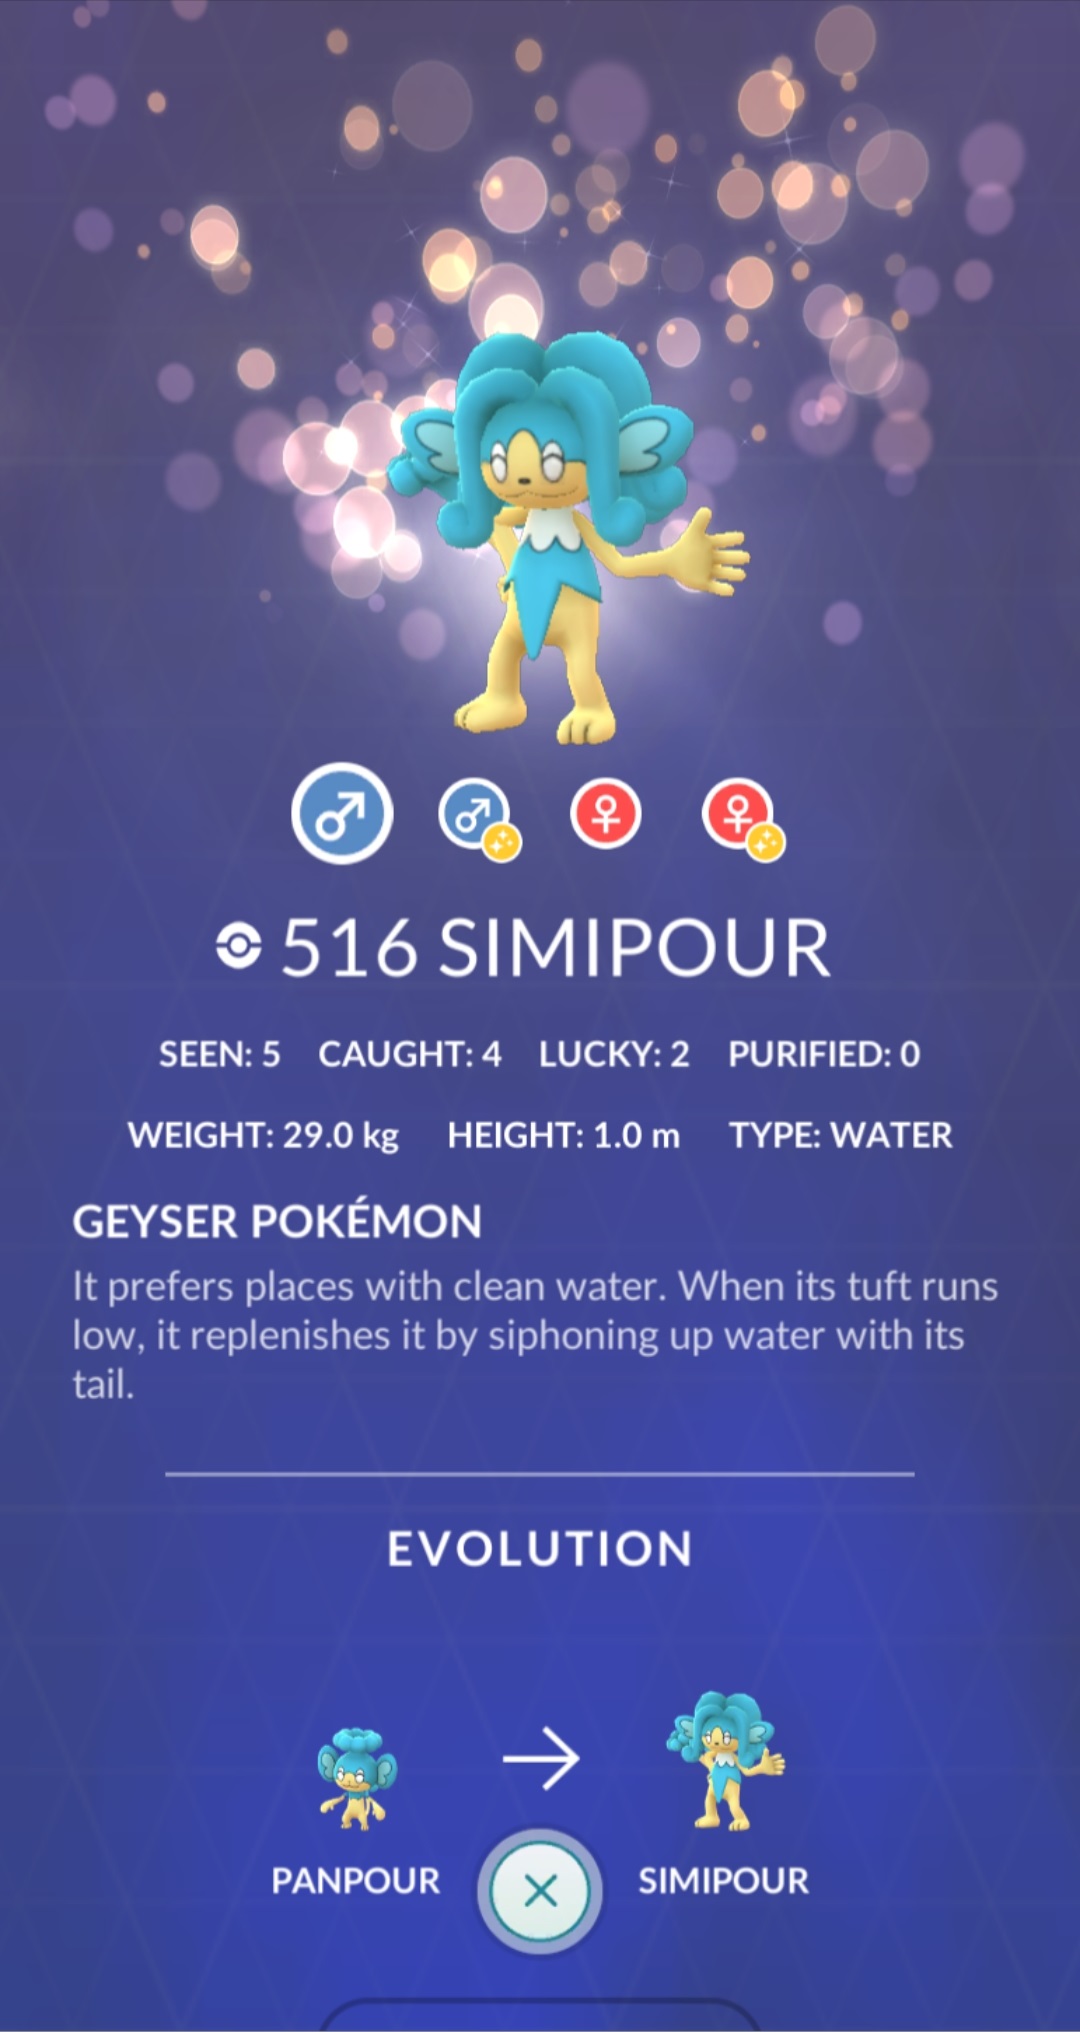 516 SIMIPOUR
SEEN: 5 CAUGHT: 4 LUCKY: 2 PURIFIED: 0
WEIGHT: 29.0 kg HEIGHT: 1.0 m TYPE: WATER
GEYSER POKÉMON
It prefers places with clean water. When its tuft runs
low, it replenishes it by siphoning up water with its
tail.
EVOLUTION
PANPOUR SIMIPOUR